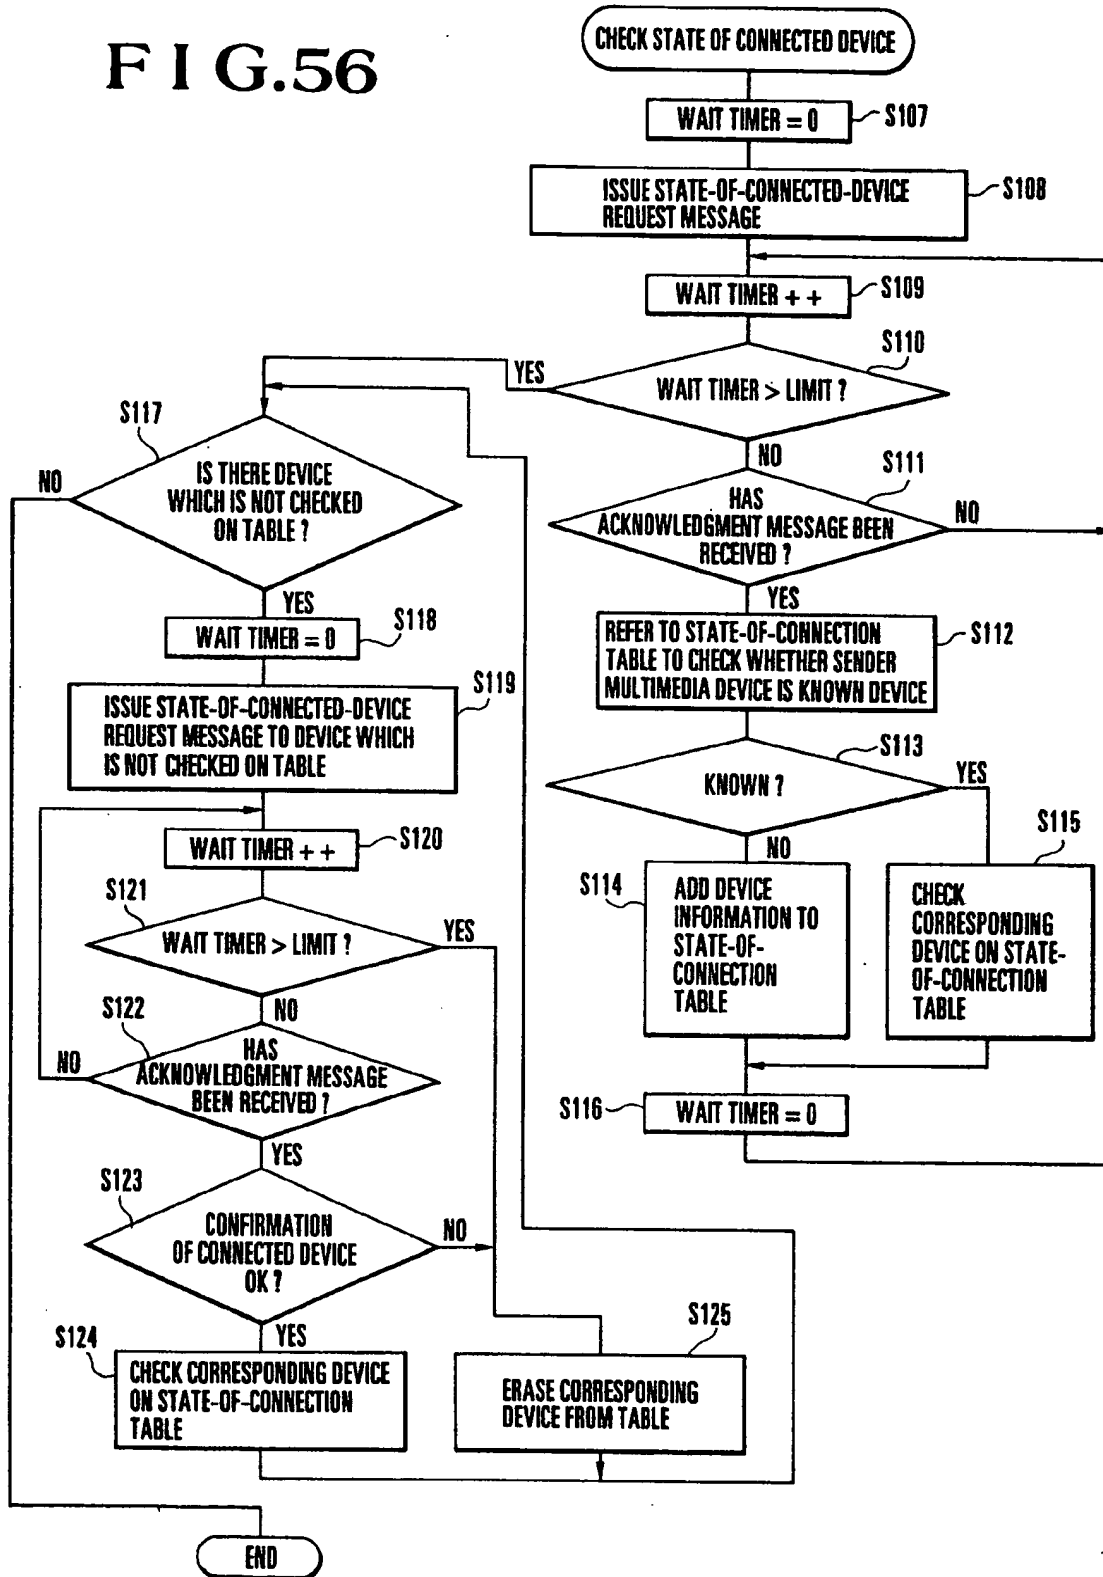 FIG.56
CHECK STATE OF CONNECTED DEVICE
WAIT TIMER = 0
S107
ISSUE STATE-OF-CONNECTED-DEVICE
REQUEST MESSAGE
S108
WAIT TIMER + +
S109
S110
WAIT TIMER > LIMIT ?
YES
NO
S111
HAS
ACKNOWLEDGMENT MESSAGE BEEN
RECEIVED ?
NO
YES
REFER TO STATE-OF-CONNECTION
TABLE TO CHECK WHETHER SENDER
MULTIMEDIA DEVICE IS KNOWN DEVICE
S112
S113
KNOWN ?
YES
NO
S114
ADD DEVICE
INFORMATION TO
STATE-OF-
CONNECTION
TABLE
S115
CHECK
CORRESPONDING
DEVICE ON STATE-
OF-CONNECTION
TABLE
S116
WAIT TIMER = 0
S117
NO
IS THERE DEVICE
WHICH IS NOT CHECKED
ON TABLE ?
YES
WAIT TIMER = 0
S118
S119
ISSUE STATE-OF-CONNECTED-DEVICE
REQUEST MESSAGE TO DEVICE WHICH
IS NOT CHECKED ON TABLE
WAIT TIMER + +
S120
S121
WAIT TIMER > LIMIT ?
YES
NO
S122
HAS
ACKNOWLEDGMENT MESSAGE
BEEN RECEIVED ?
NO
YES
S123
CONFIRMATION
OF CONNECTED DEVICE
OK ?
NO
YES
S124
CHECK CORRESPONDING DEVICE
ON STATE-OF-CONNECTION
TABLE
S125
ERASE CORRESPONDING
DEVICE FROM TABLE
END